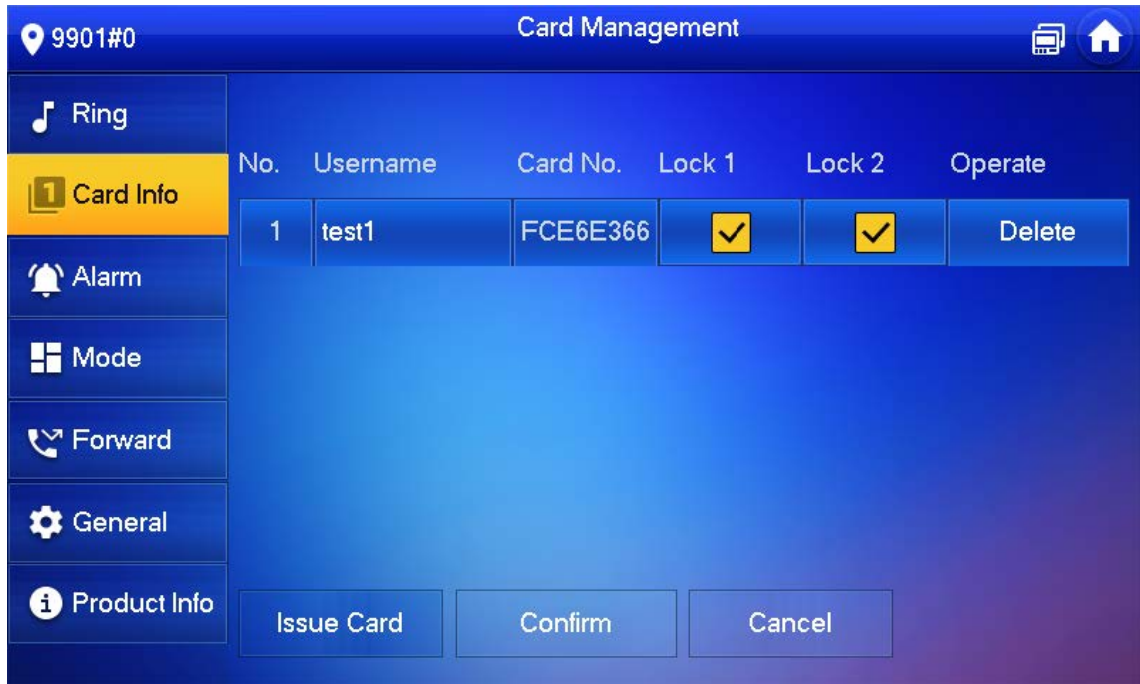 9901#0 Card Management
Ring
Card Info
Alarm
Mode
Forward
General
Product Info
No. Username Card No. Lock 1 Lock 2 Operate
1 test1 FCE6E366 Delete
Issue Card Confirm Cancel